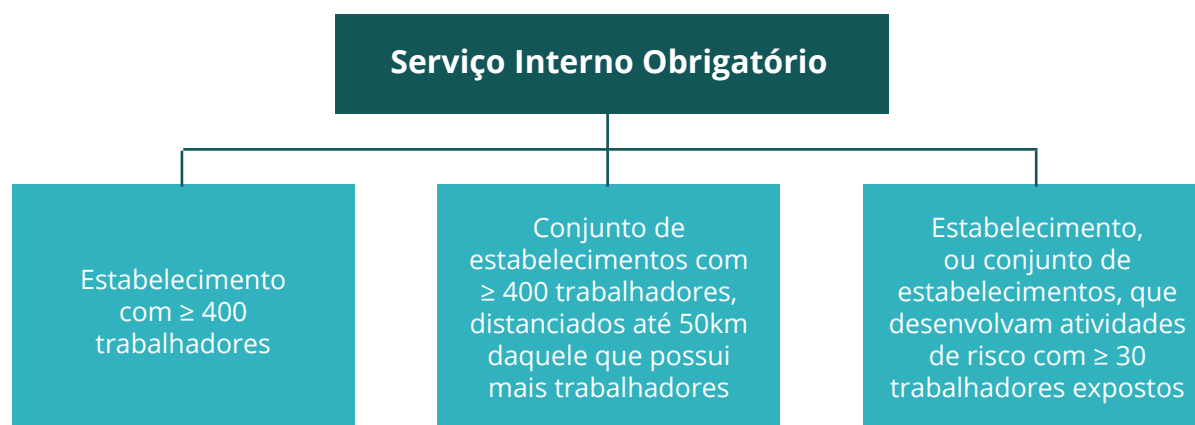 Serviço Interno Obrigatório
Estabelecimento
com ≥ 400
trabalhadores
Conjunto de
estabelecimentos com
≥ 400 trabalhadores,
distanciados até 50km
daquele que possui
mais trabalhadores
Estabelecimento,
ou conjunto de
estabelecimentos, que
desenvolvam atividades
de risco com ≥ 30
trabalhadores expostos